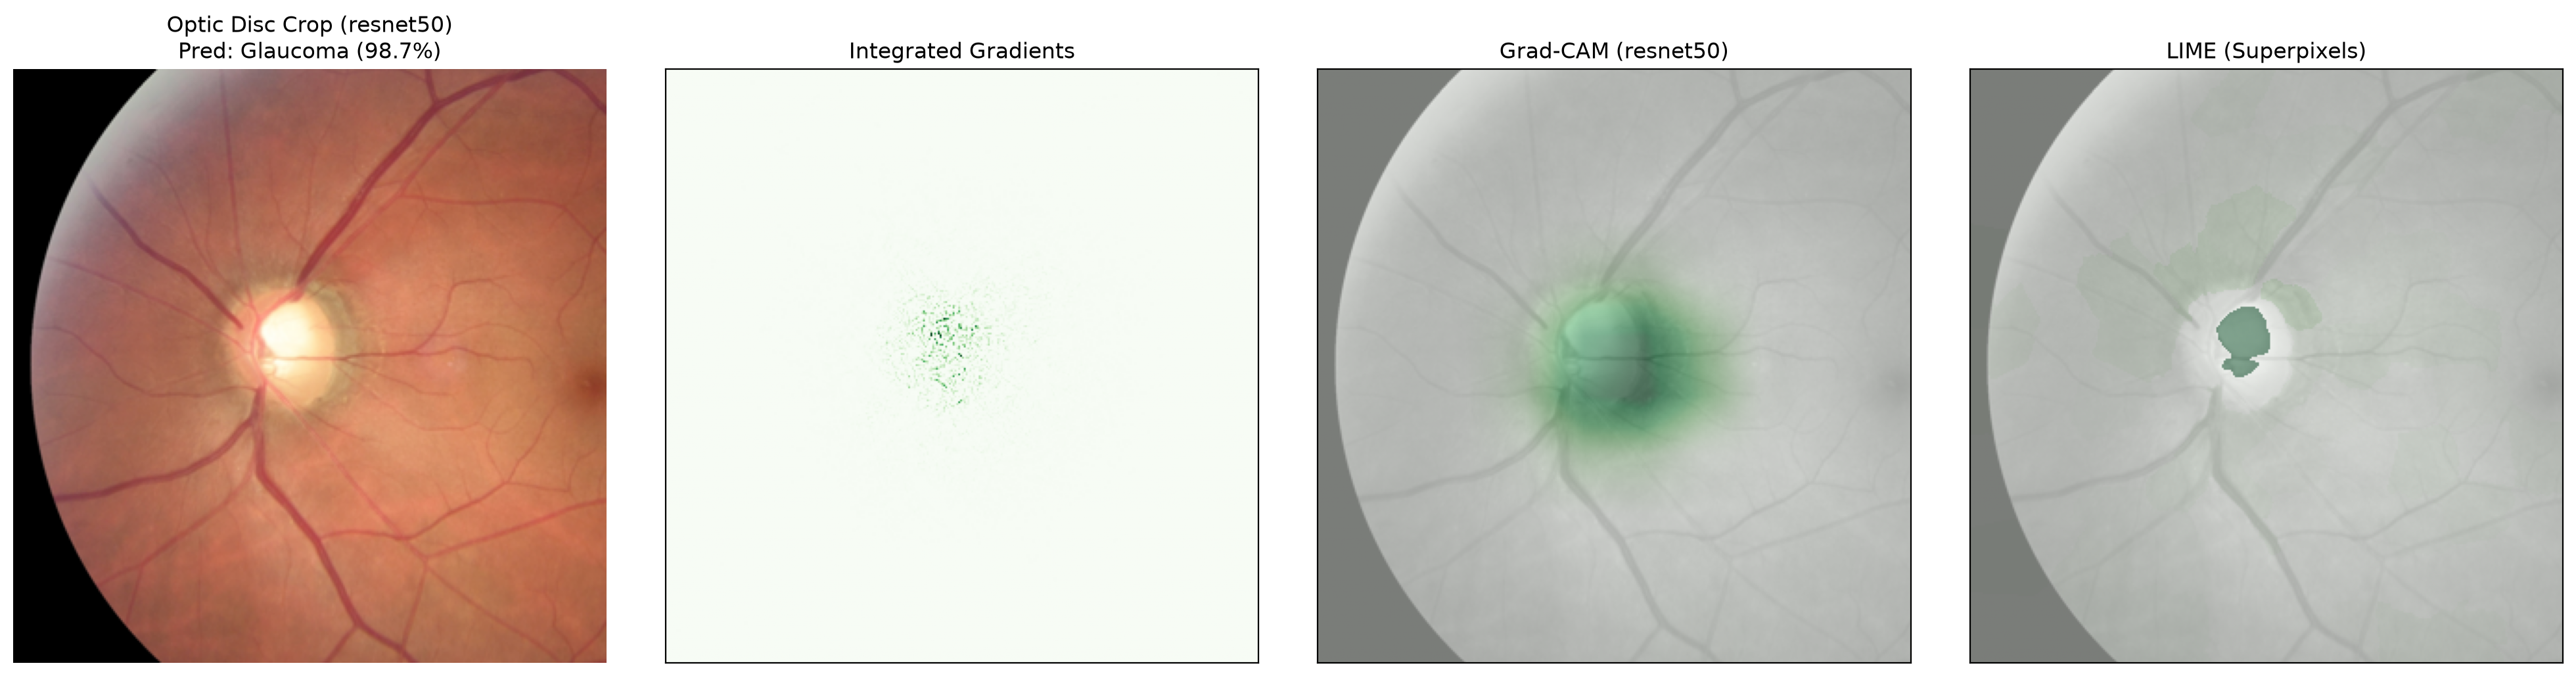 Optic Disc Crop (resnet50)
Pred: Glaucoma (98.7%)
Integrated Gradients
Grad-CAM (resnet50)
LIME (Superpixels)